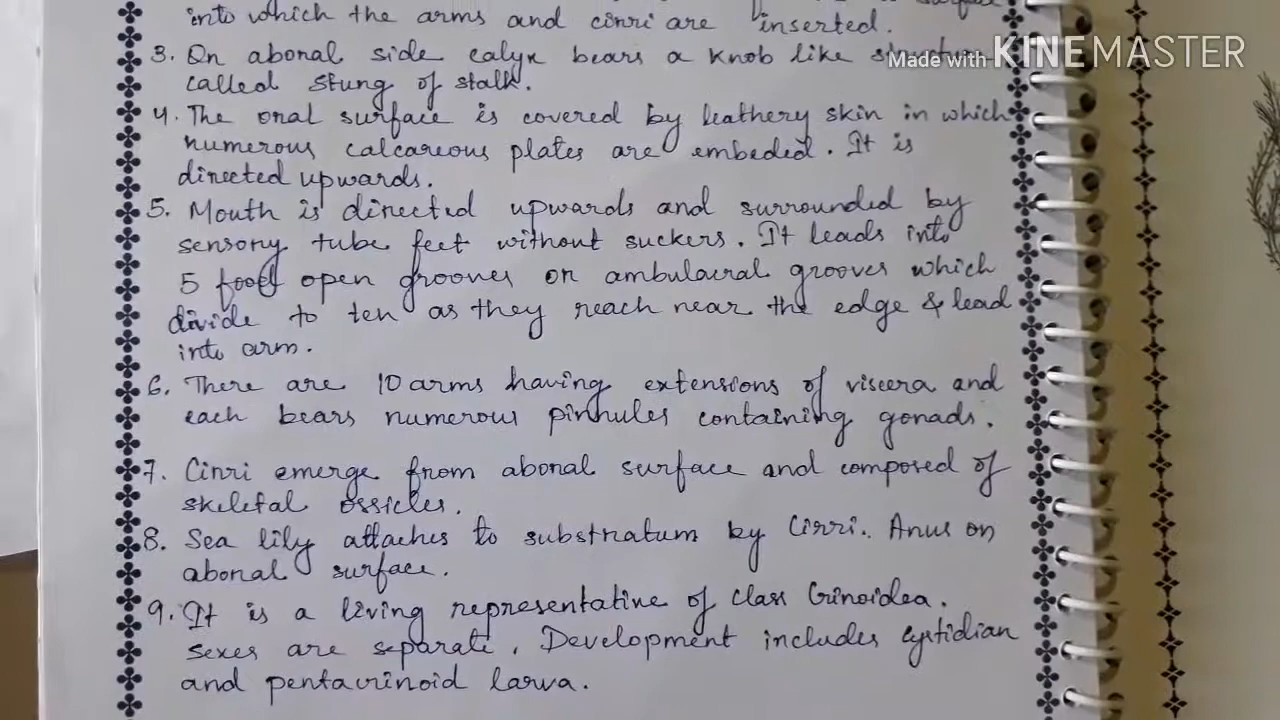 into which the arms and cirri are inserted.
3. On aboral side calyx bears a knob like structure
called Stung of stalk.
4. The oral surface is covered by leathery skin in which
numerous calcareous plates are embeded. It is
directed upwards.
5. Mouth is directed upwards and surrounded by
sensory tube feet without suckers. It leads into
5 food open grooves or ambulacral grooves which
divide to ten as they reach near the edge & lead
into arm.
6. There are 10 arms having extensions of viscera and
each bears numerous pinnules containing gonads.
7. Cirri emerge from aboral surface and composed of
skeletal ossicles.
8. Sea lily attaches to substratum by Cirri. Anus on
aboral surface.
9. It is a living representative of class Crinoidea.
Sexes are separate. Development includes cystidian
and pentacrinoid larva.
Made with KINEMASTER